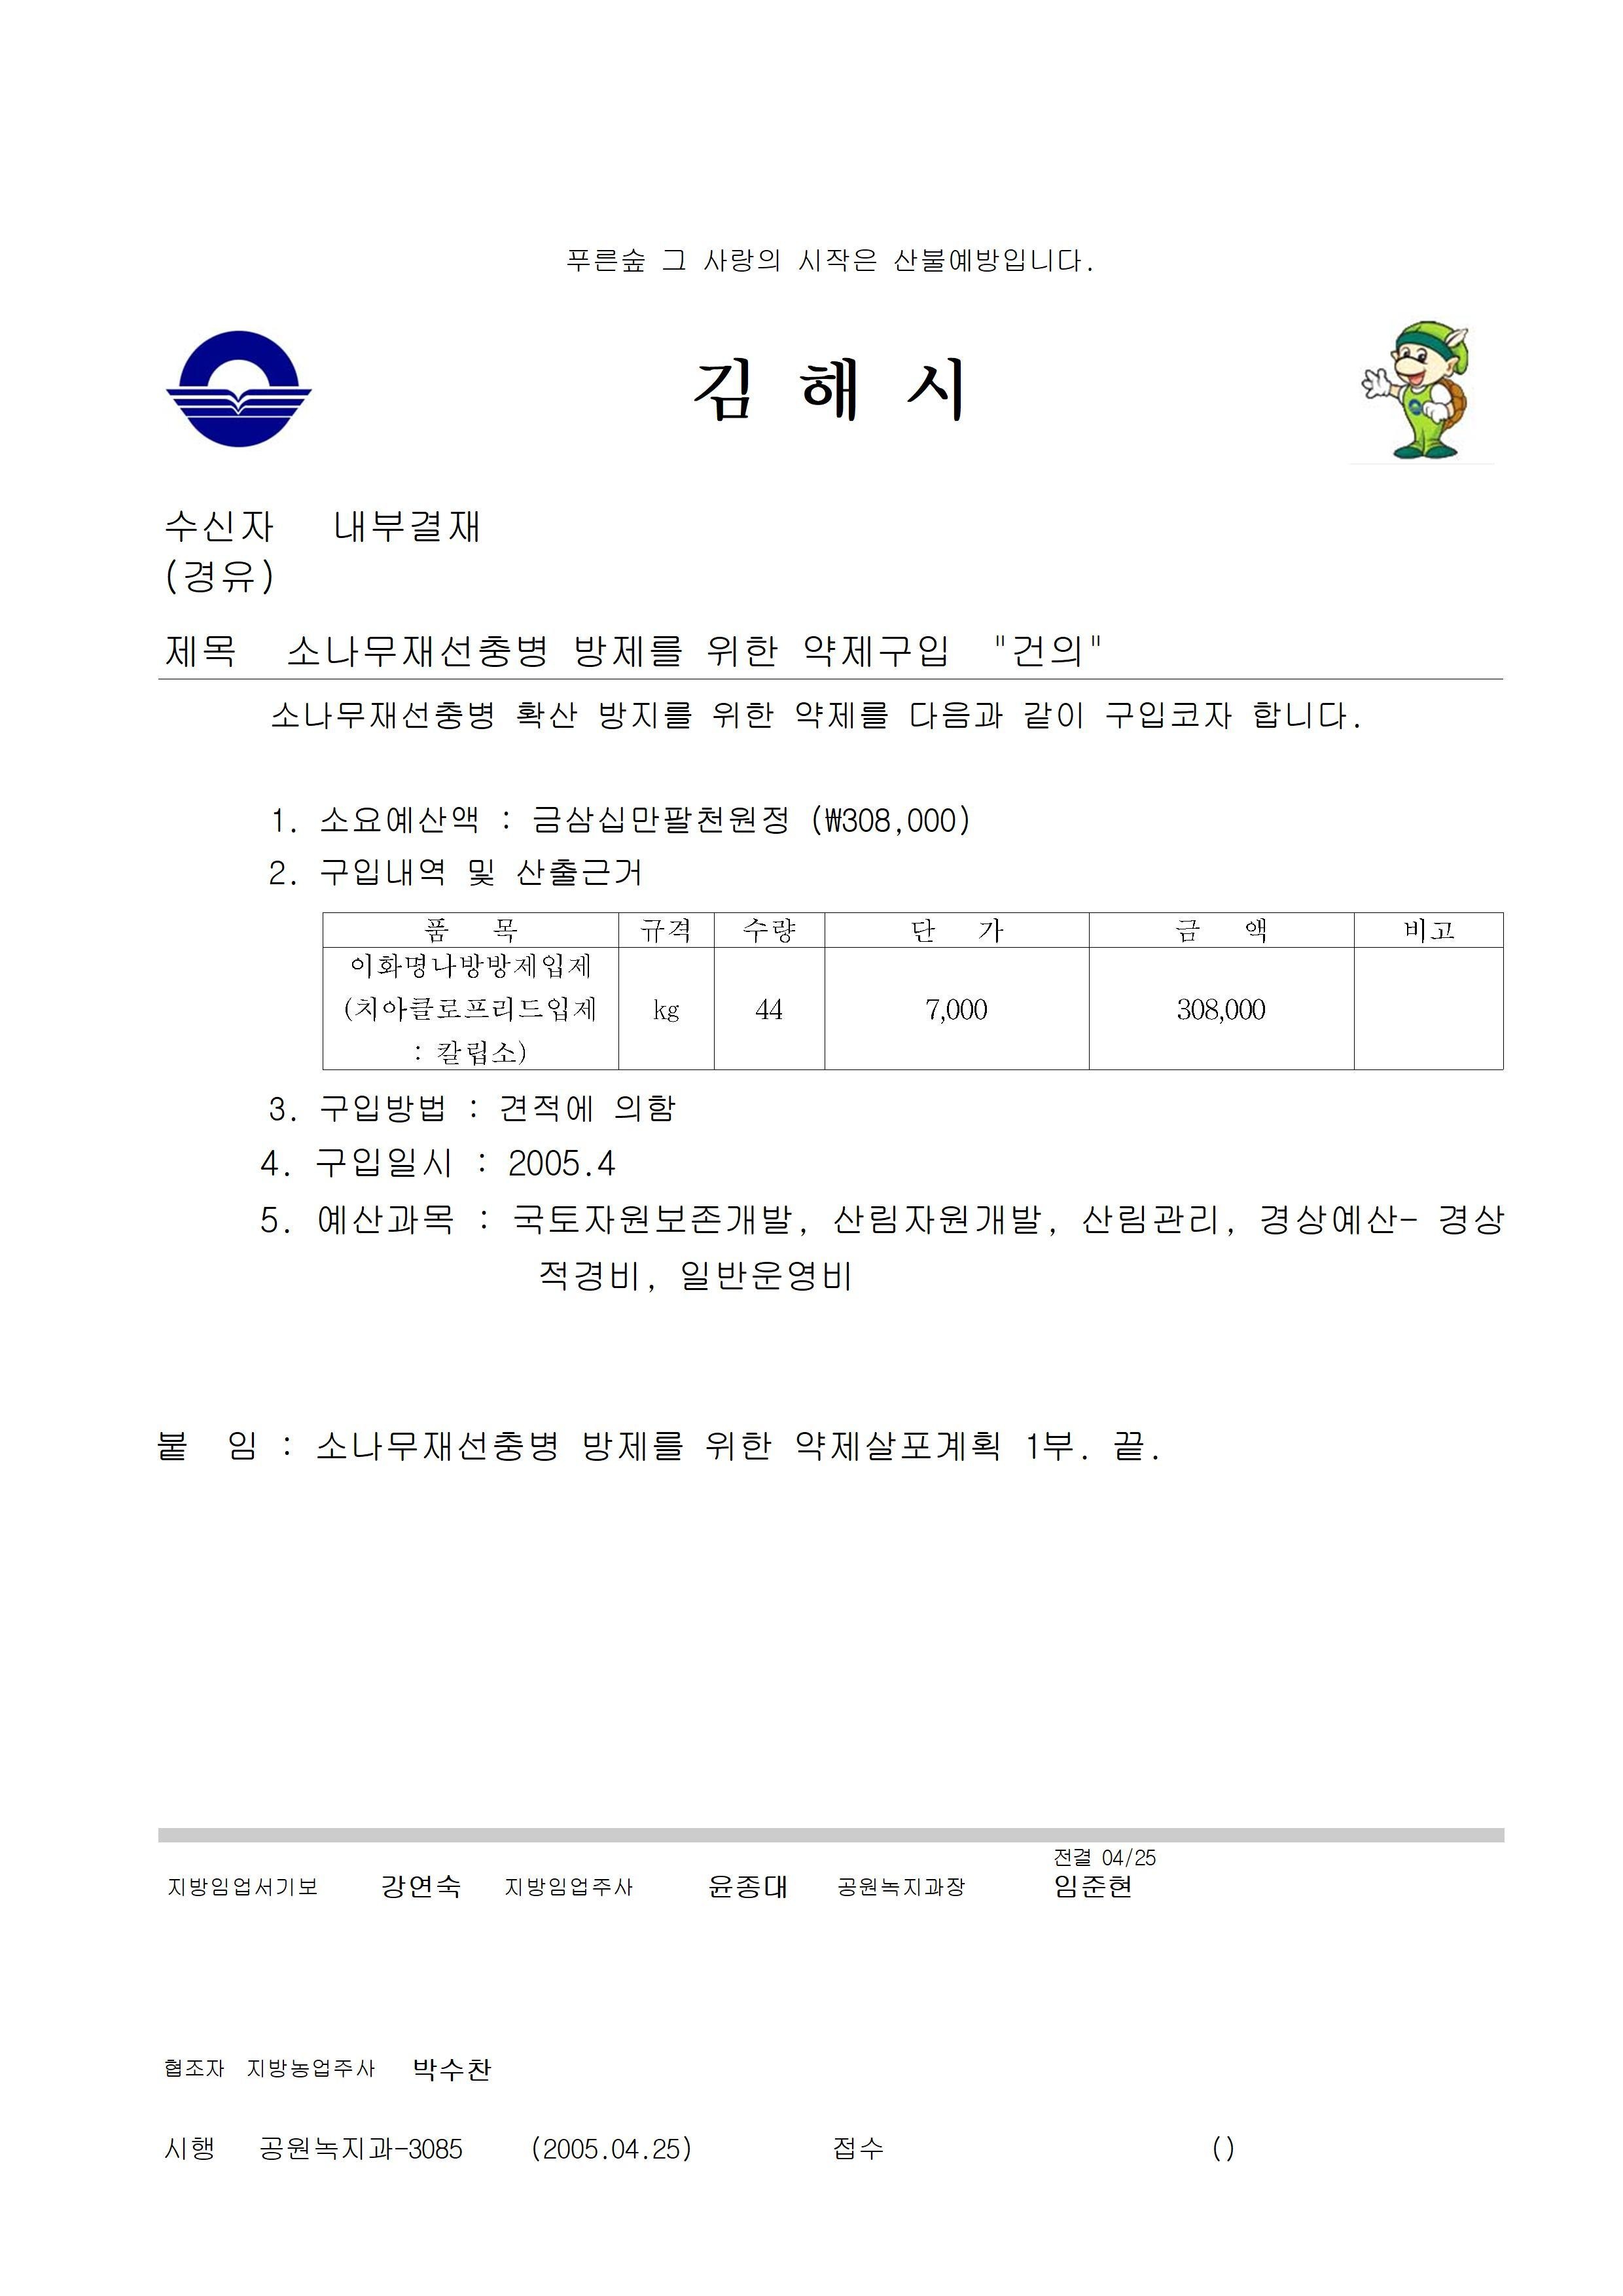 푸른숲 그 사랑의 시작은 산불예방입니다.
김 해 시
수신자 내부결재
(경유)
제목 소나무재선충병 방제를 위한 약제구입 "건의"
소나무재선충병 확산 방지를 위한 약제를 다음과 같이 구입코자 합니다.
1. 소요예산액 : 금삼십만팔천원정 (₩308,000)
2. 구입내역 및 산출근거
품 목 규격 수량 단 가 금 액 비고
이화명나방방제입제
(치아클로프리드입제 kg 44 7,000 308,000
: 칼립소)
3. 구입방법 : 견적에 의함
4. 구입일시 : 2005.4
5. 예산과목 : 국토자원보존개발, 산림자원개발, 산림관리, 경상예산- 경상
적경비, 일반운영비
붙 임 : 소나무재선충병 방제를 위한 약제살포계획 1부. 끝.
전결 04/25
지방임업서기보 강연숙 지방임업주사 윤종대 공원녹지과장 임준현
협조자 지방농업주사 박수찬
시행 공원녹지과-3085 (2005.04.25) 접수 ()